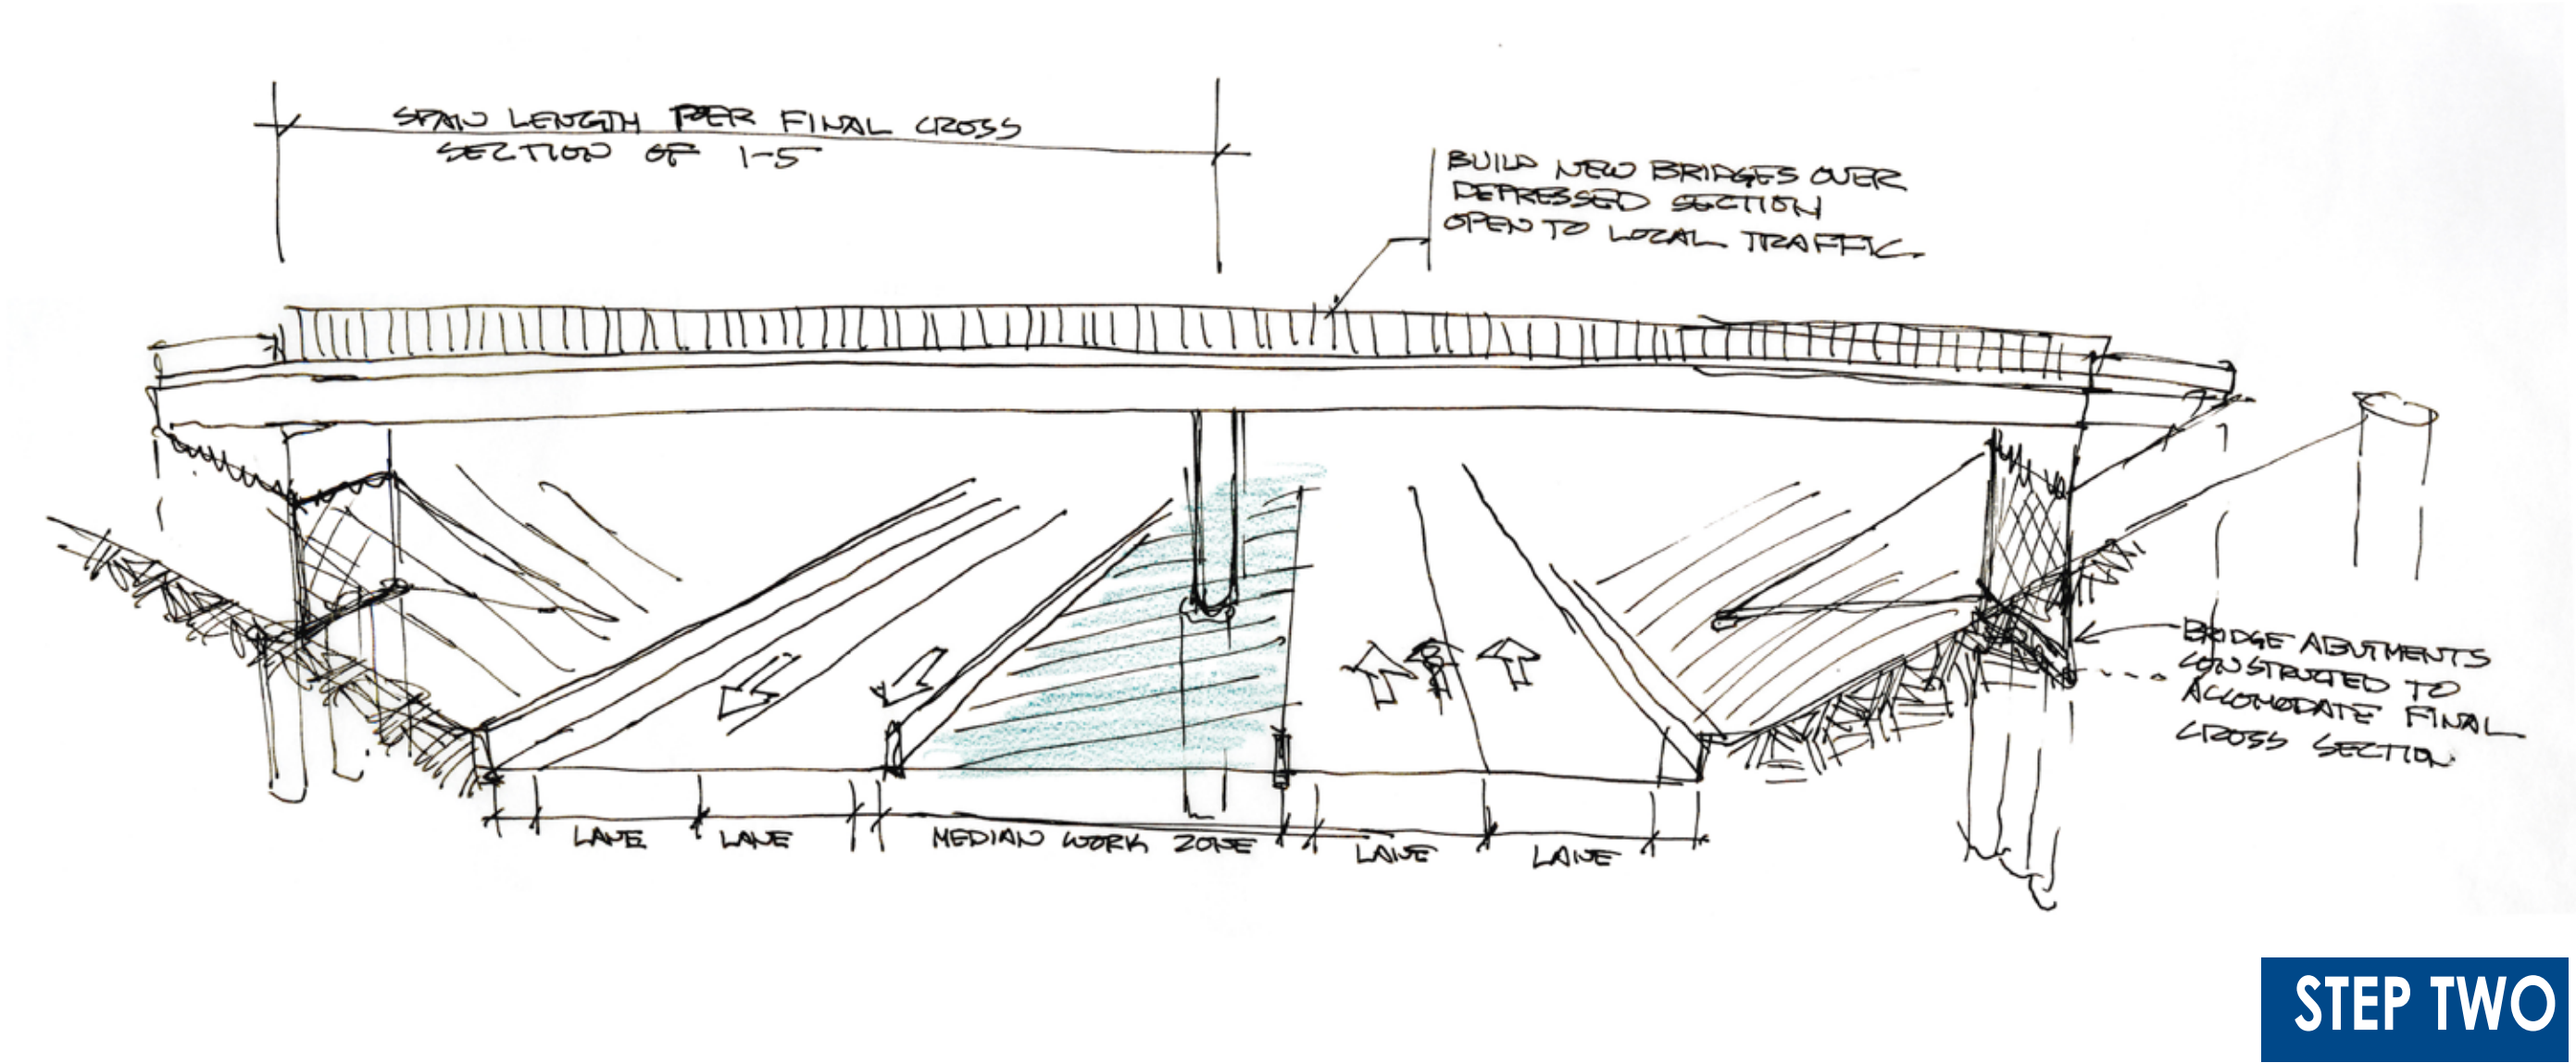 SPAN LENGTH PER FINAL CROSS
SECTION OF I-5
BUILD NEW BRIDGES OVER
DEPRESSED SECTION
OPEN TO LOCAL TRAFFIC
BRIDGE ABUTMENTS
CONSTRUCTED TO
ACCOMODATE FINAL
CROSS SECTION
LANE
LANE
MEDIAN WORK ZONE
LANE
LANE
STEP TWO